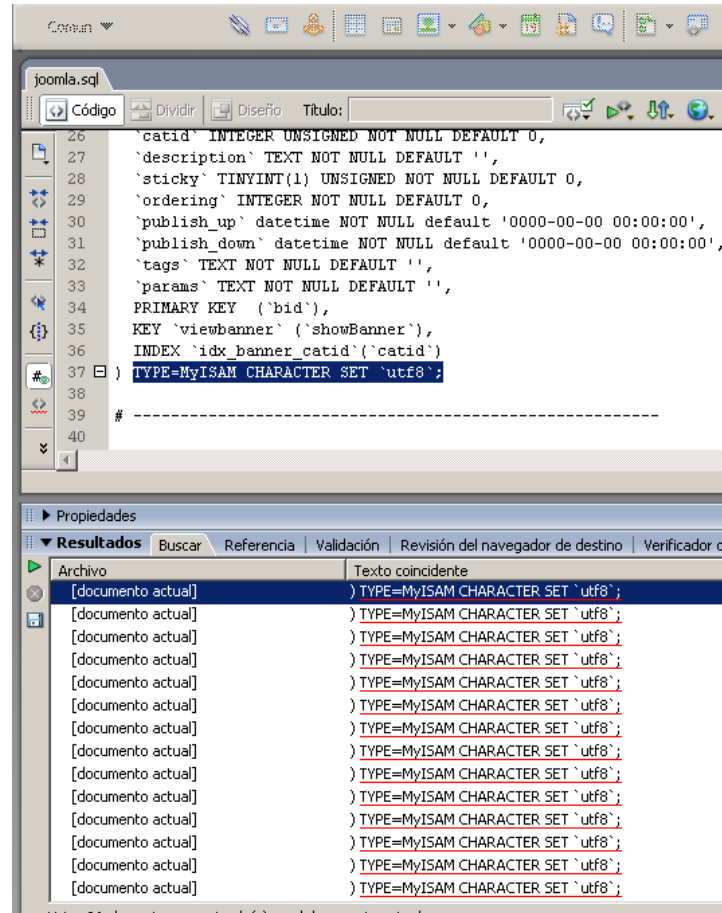 Común
joomla.sql
Código Dividir Diseño Título:
26 `catid` INTEGER UNSIGNED NOT NULL DEFAULT 0,
27 `description` TEXT NOT NULL DEFAULT '',
28 `sticky` TINYINT(1) UNSIGNED NOT NULL DEFAULT 0,
29 `ordering` INTEGER NOT NULL DEFAULT 0,
30 `publish_up` datetime NOT NULL default '0000-00-00 00:00:00',
31 `publish_down` datetime NOT NULL default '0000-00-00 00:00:00',
32 `tags` TEXT NOT NULL DEFAULT '',
33 `params` TEXT NOT NULL DEFAULT '',
34 PRIMARY KEY (`bid`),
35 KEY `viewbanner` (`showBanner`),
36 INDEX `idx_banner_catid`(`catid`)
37 ) TYPE=MyISAM CHARACTER SET `utf8`;
38
39 # --------------------------------------------------------
40
Propiedades
Resultados Buscar Referencia | Validación | Revisión del navegador de destino | Verificador
Archivo Texto coincidente
[documento actual] ) TYPE=MyISAM CHARACTER SET `utf8`;
[documento actual] ) TYPE=MyISAM CHARACTER SET `utf8`;
[documento actual] ) TYPE=MyISAM CHARACTER SET `utf8`;
[documento actual] ) TYPE=MyISAM CHARACTER SET `utf8`;
[documento actual] ) TYPE=MyISAM CHARACTER SET `utf8`;
[documento actual] ) TYPE=MyISAM CHARACTER SET `utf8`;
[documento actual] ) TYPE=MyISAM CHARACTER SET `utf8`;
[documento actual] ) TYPE=MyISAM CHARACTER SET `utf8`;
[documento actual] ) TYPE=MyISAM CHARACTER SET `utf8`;
[documento actual] ) TYPE=MyISAM CHARACTER SET `utf8`;
[documento actual] ) TYPE=MyISAM CHARACTER SET `utf8`;
[documento actual] ) TYPE=MyISAM CHARACTER SET `utf8`;
[documento actual] ) TYPE=MyISAM CHARACTER SET `utf8`;
[documento actual] ) TYPE=MyISAM CHARACTER SET `utf8`;